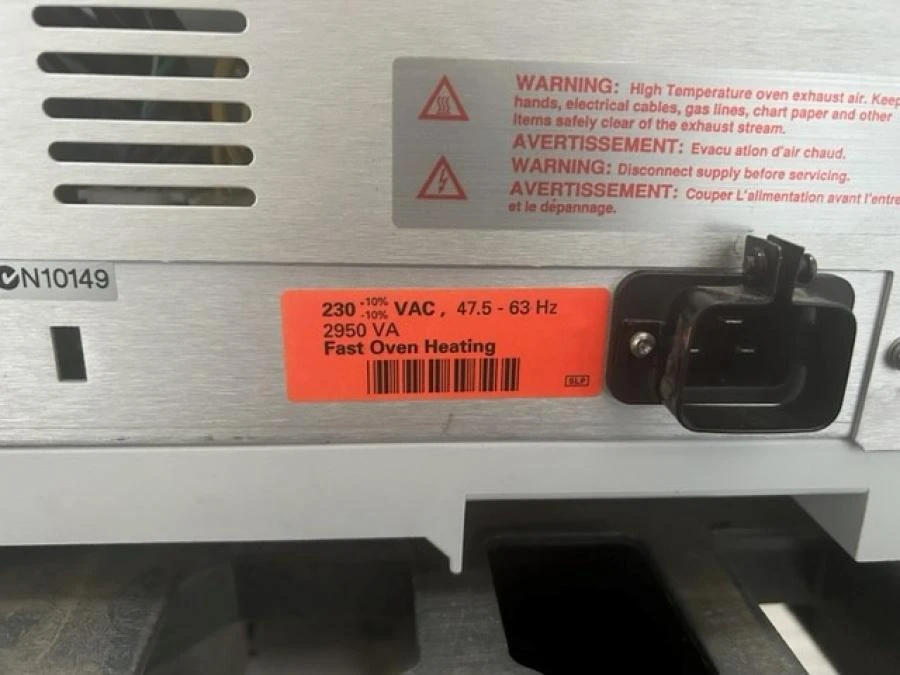 WARNING: High Temperature oven exhaust air. Keep
hands, electrical cables, gas lines, chart paper and other
items safely clear of the exhaust stream.
AVERTISSEMENT: Evacu ation d'air chaud.
WARNING: Disconnect supply before servicing.
AVERTISSEMENT: Couper L'alimentation avant l'entre
et le dépannage.
N10149
230 -10% -10% VAC, 47.5 - 63 Hz
2950 VA
Fast Oven Heating
SLP